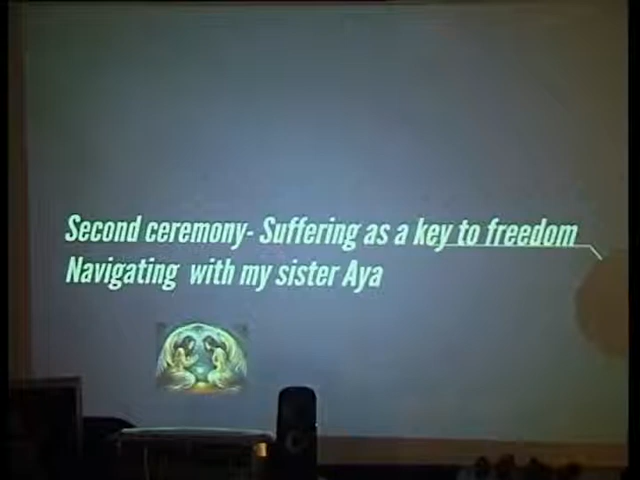 Second ceremony- Suffering as a key to freedom
Navigating with my sister Aya